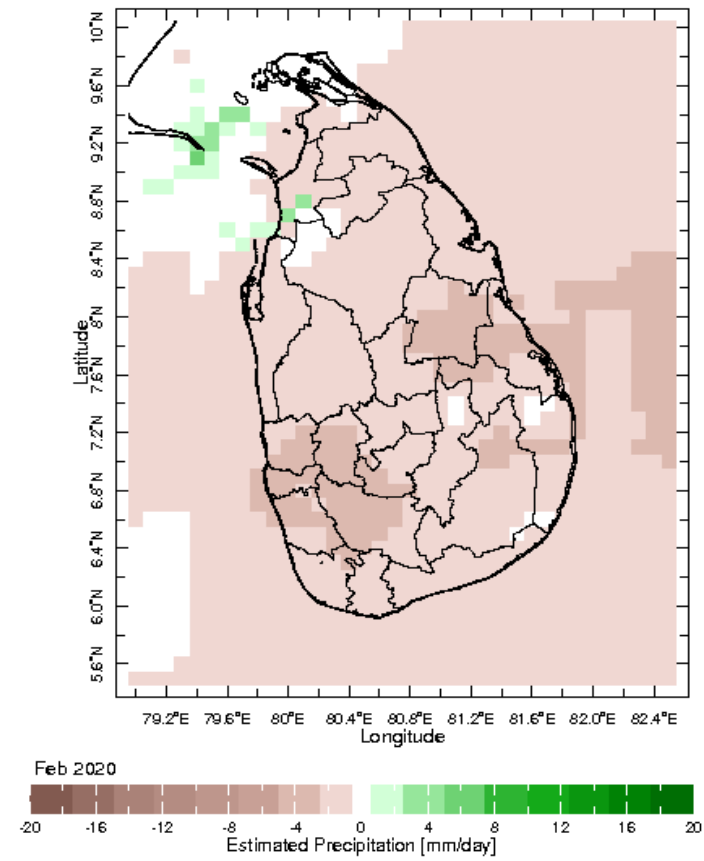 10°N
9.6°N
9.2°N
8.8°N
8.4°N
8°N
7.6°N
7.2°N
6.8°N
6.4°N
6.0°N
5.6°N
Latitude
79.2°E 79.6°E 80°E 80.4°E 80.8°E 81.2°E 81.6°E 82.0°E 82.4°E
Longitude
Feb 2020
-20 -16 -12 -8 -4 0 4 8 12 16 20
Estimated Precipitation [mm/day]